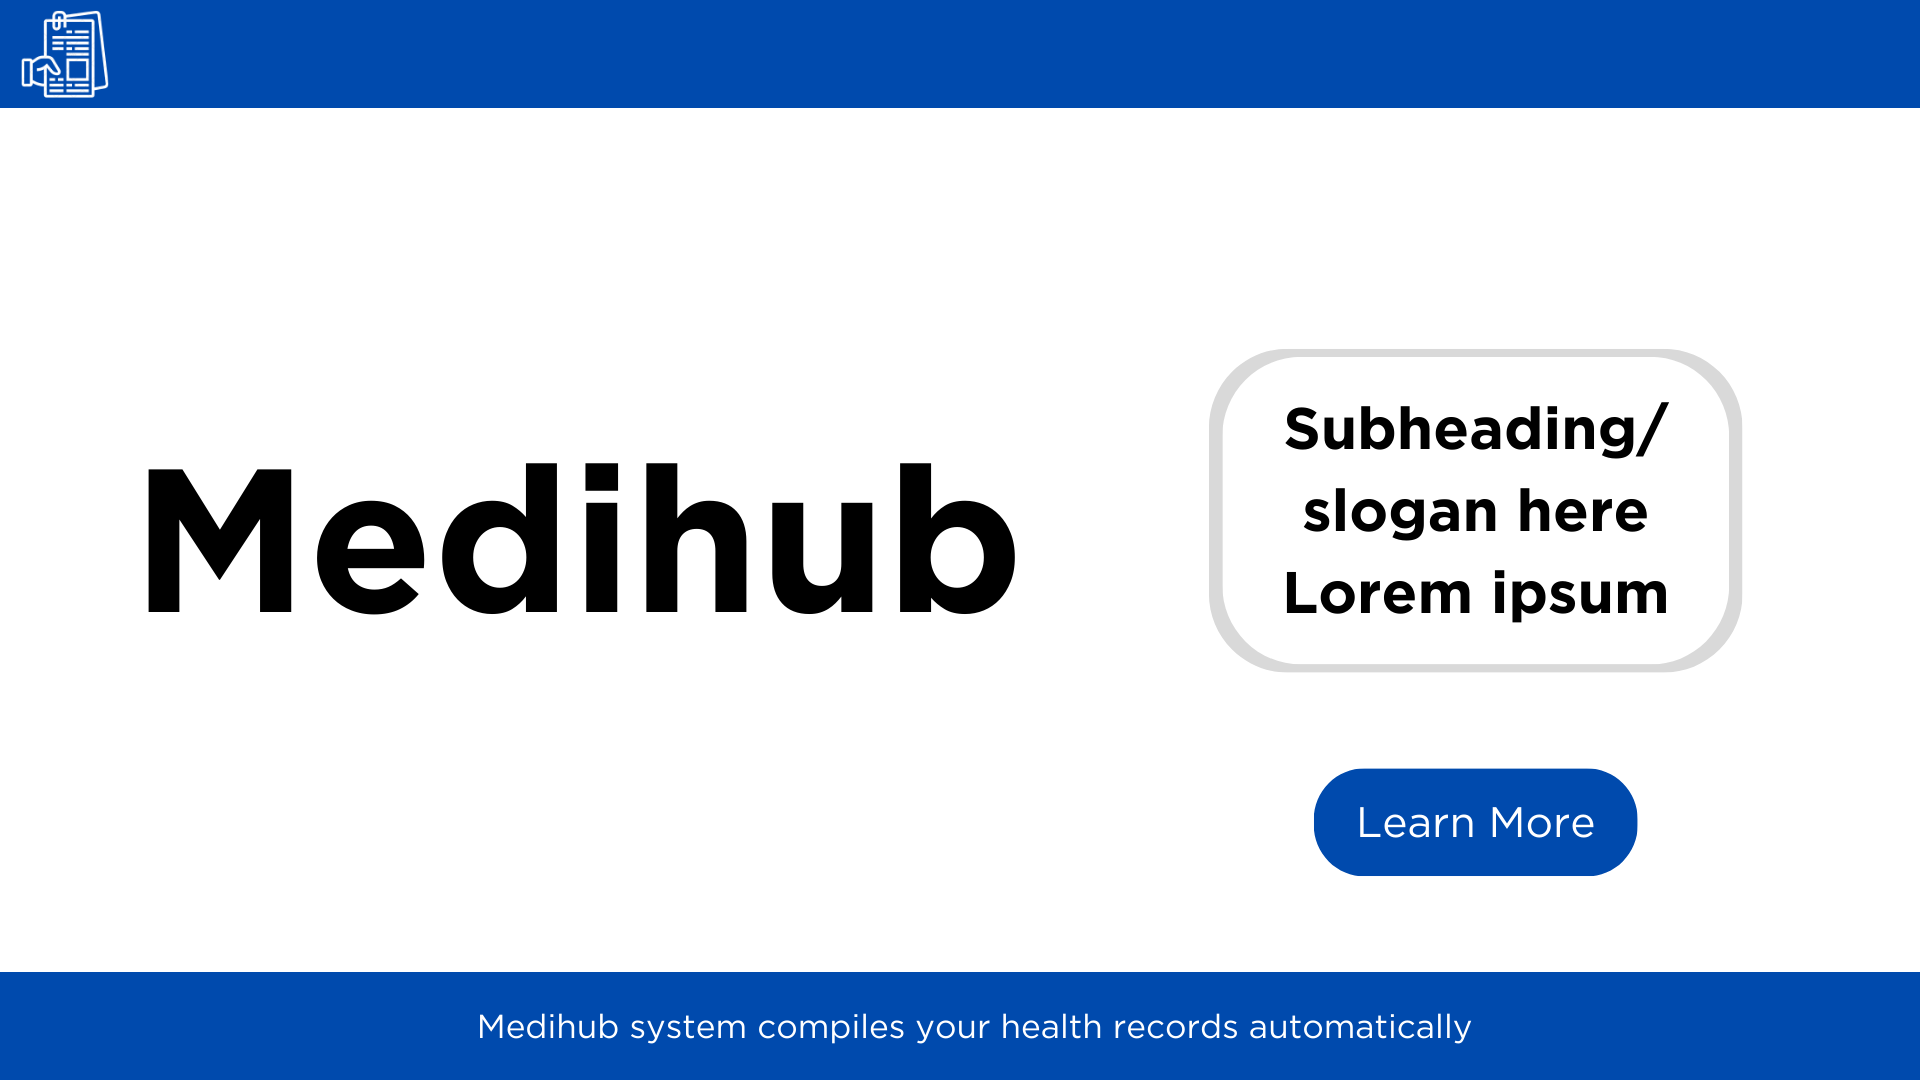 Medihub
Subheading/
slogan here
Lorem ipsum
Learn More
Medihub system compiles your health records automatically